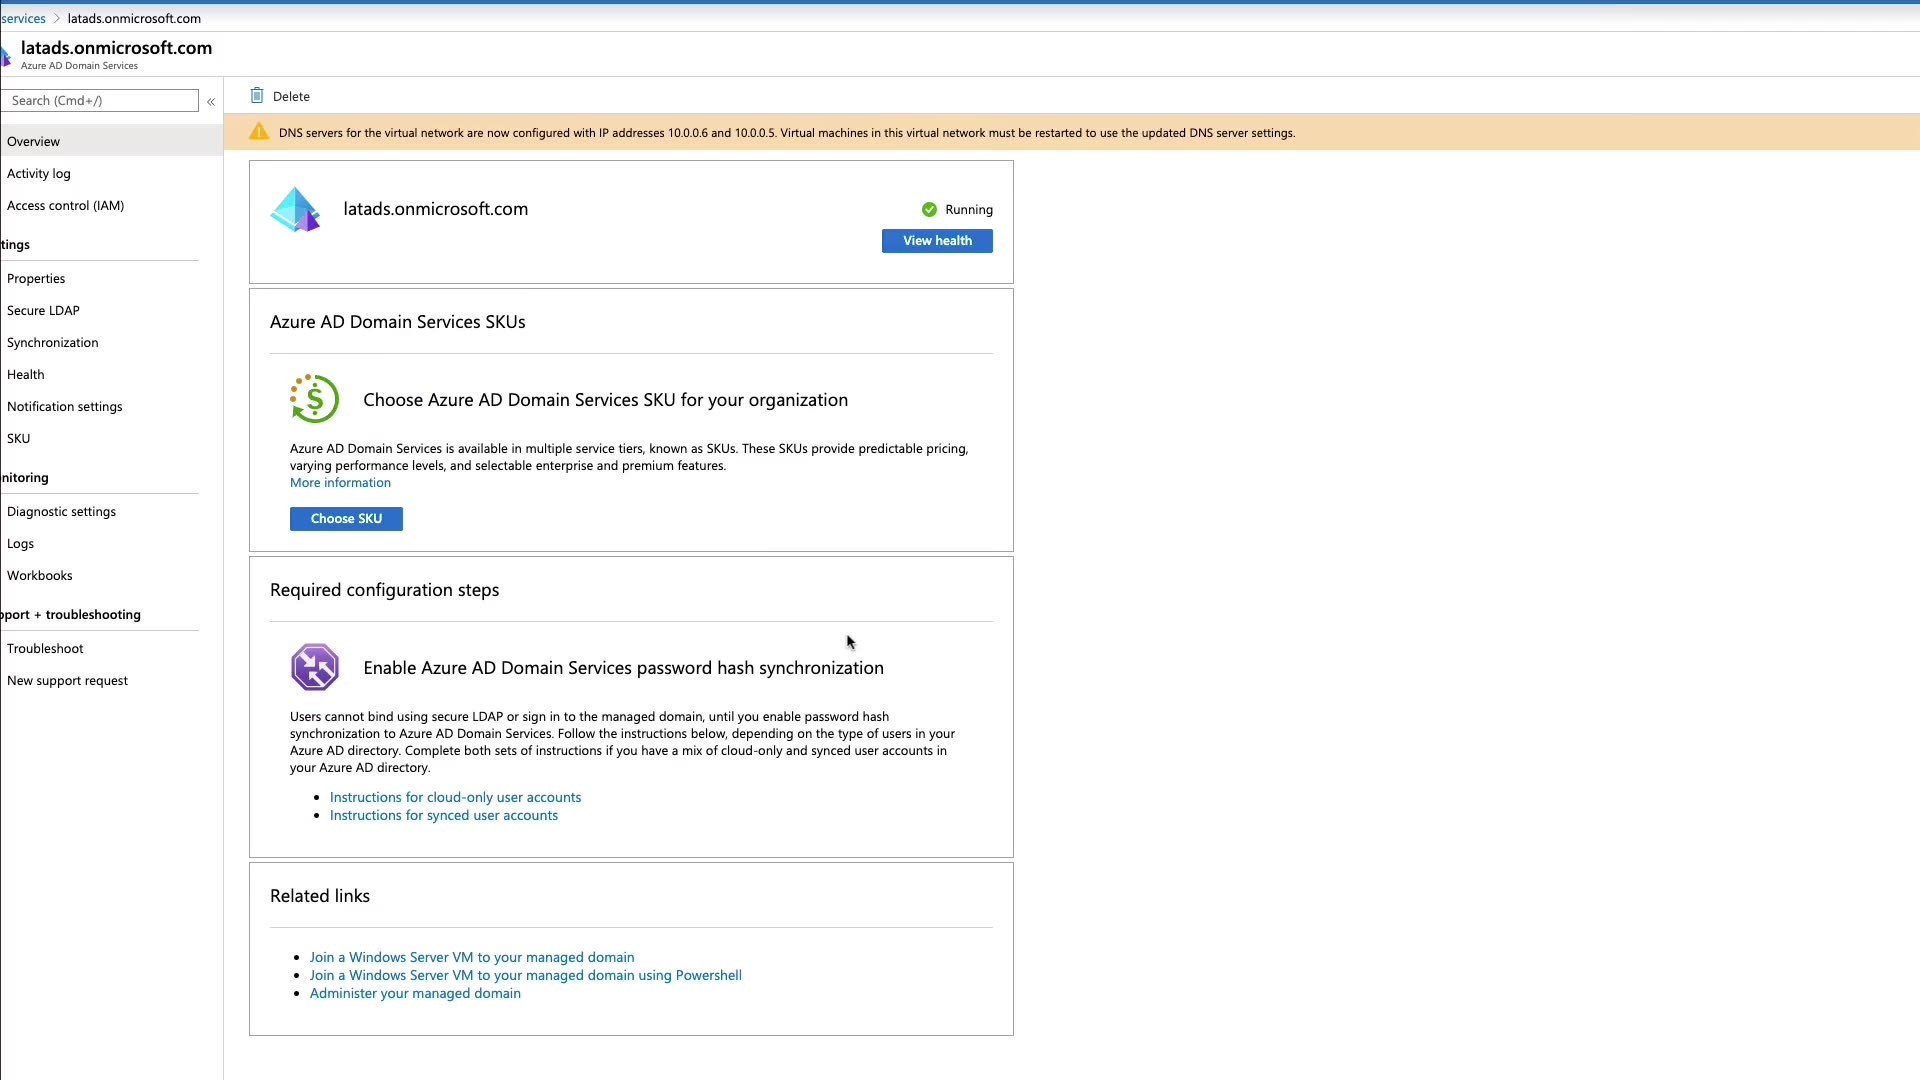 services > latads.onmicrosoft.com
latads.onmicrosoft.com
Azure AD Domain Services
Search (Cmd+/)
«
Overview
Activity log
Access control (IAM)
tings
Properties
Secure LDAP
Synchronization
Health
Notification settings
SKU
nitoring
Diagnostic settings
Logs
Workbooks
pport + troubleshooting
Troubleshoot
New support request
Delete
DNS servers for the virtual network are now configured with IP addresses 10.0.0.6 and 10.0.0.5. Virtual machines in this virtual network must be restarted to use the updated DNS server settings.
latads.onmicrosoft.com
Running
View health
Azure AD Domain Services SKUs
Choose Azure AD Domain Services SKU for your organization
Azure AD Domain Services is available in multiple service tiers, known as SKUs. These SKUs provide predictable pricing,
varying performance levels, and selectable enterprise and premium features.
More information
Choose SKU
Required configuration steps
Enable Azure AD Domain Services password hash synchronization
Users cannot bind using secure LDAP or sign in to the managed domain, until you enable password hash
synchronization to Azure AD Domain Services. Follow the instructions below, depending on the type of users in your
Azure AD directory. Complete both sets of instructions if you have a mix of cloud-only and synced user accounts in
your Azure AD directory.
• Instructions for cloud-only user accounts
• Instructions for synced user accounts
Related links
• Join a Windows Server VM to your managed domain
• Join a Windows Server VM to your managed domain using Powershell
• Administer your managed domain